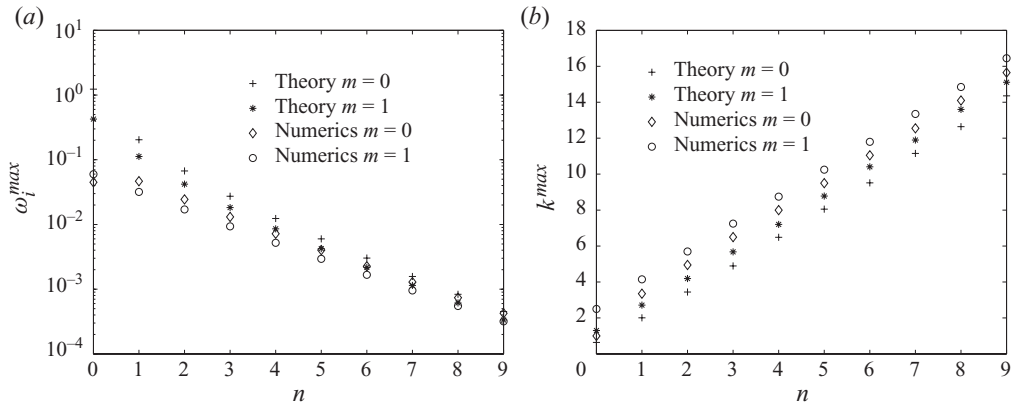 (a)
10^1
10^0
10^–1
10^–2
10^–3
10^–4
ω_i^max
Theory m = 0
Theory m = 1
Numerics m = 0
Numerics m = 1
0 1 2 3 4 5 6 7 8 9
n
(b)
18
16
14
12
10
8
6
4
2
0
k^max
Theory m = 0
Theory m = 1
Numerics m = 0
Numerics m = 1
1 2 3 4 5 6 7 8 9
n